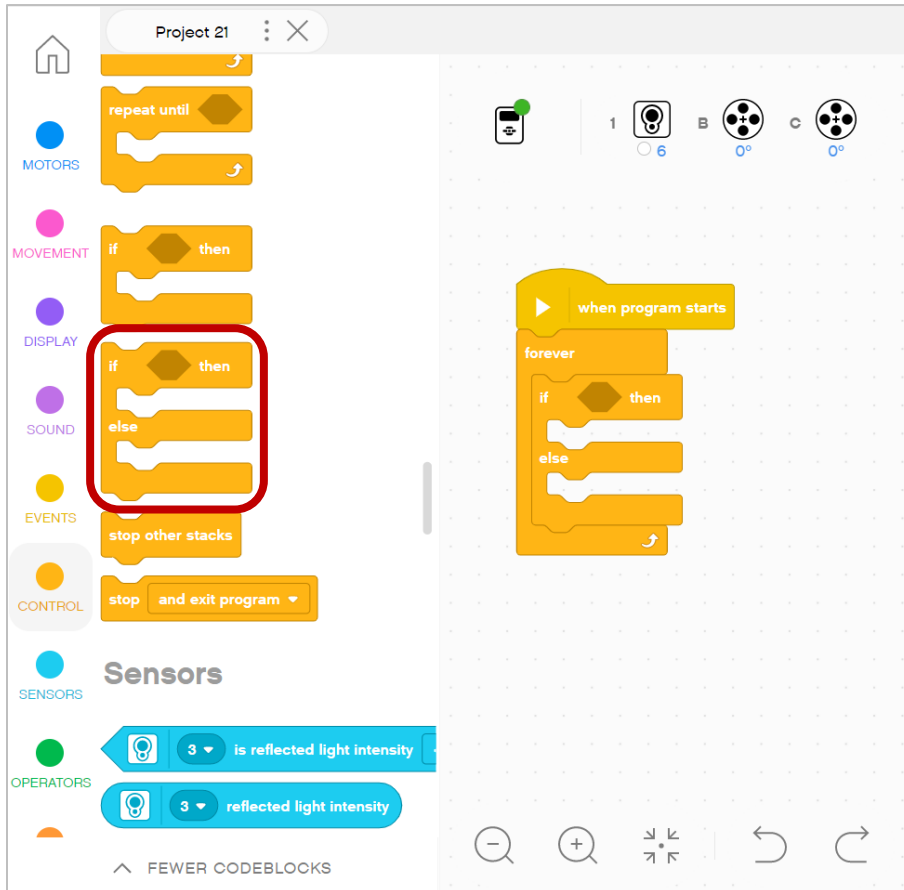 Project 21
MOTORS
MOVEMENT
DISPLAY
SOUND
EVENTS
CONTROL
SENSORS
OPERATORS
repeat until
if then
if then
else
stop other stacks
stop and exit program
Sensors
3 is reflected light intensity
3 reflected light intensity
FEWER CODEBLOCKS
1 B C
6 0° 0°
when program starts
forever
if then
else